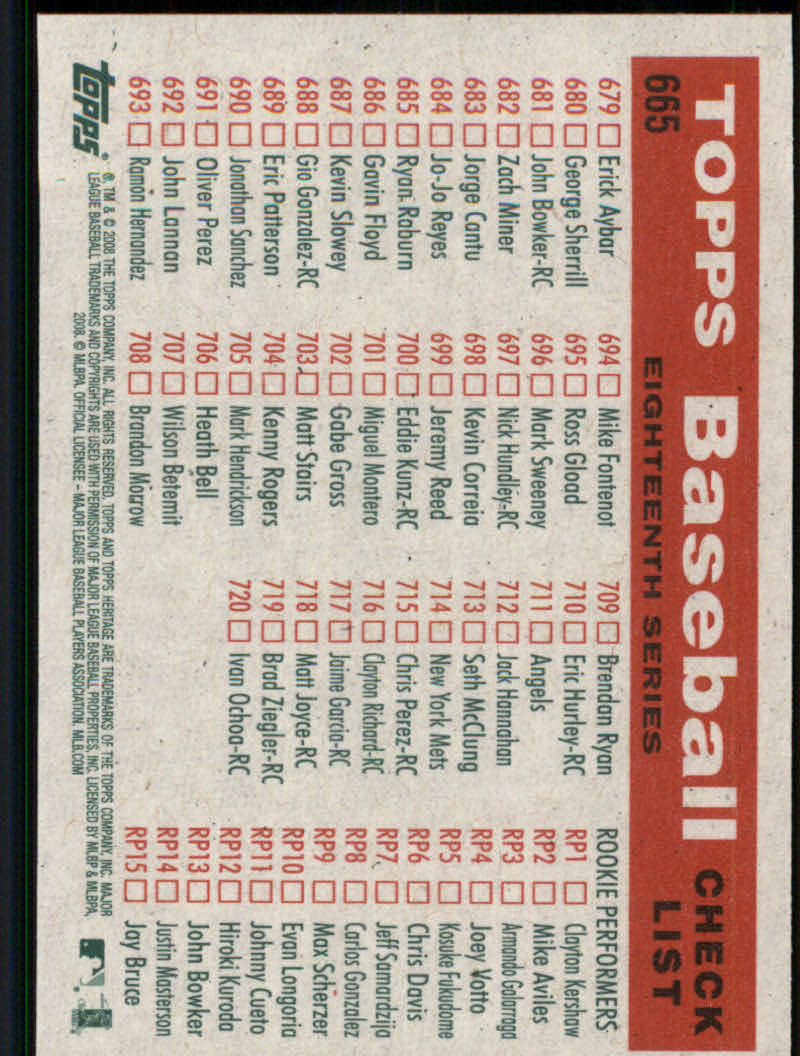 TOPPS Baseball CHECK LIST
665 EIGHTEENTH SERIES
679 Erick Aybar
680 George Sherrill
681 John Bowker-RC
682 Zach Miner
683 Jorge Cantu
684 Jo-Jo Reyes
685 Ryan Raburn
686 Gavin Floyd
687 Kevin Slowey
688 Gio Gonzalez-RC
689 Eric Patterson
690 Jonathan Sanchez
691 Oliver Perez
692 John Lannan
693 Ramon Hernandez
694 Mike Fontenot
695 Ross Gload
696 Mark Sweeney
697 Nick Hundley-RC
698 Kevin Correia
699 Jeremy Reed
700 Eddie Kunz-RC
701 Miguel Montero
702 Gabe Gross
703 Matt Stairs
704 Kenny Rogers
705 Mark Hendrickson
706 Heath Bell
707 Wilson Betemit
708 Brandon Morrow
709 Brendan Ryan
710 Eric Hurley-RC
711 Angels
712 Jack Hannahan
713 Seth McClung
714 New York Mets
715 Chris Perez-RC
716 Clayton Richard-RC
717 Jaime Garcia-RC
718 Matt Joyce-RC
719 Brad Ziegler-RC
720 Ivan Ochoa-RC
ROOKIE PERFORMERS
RP1 Clayton Kershaw
RP2 Mike Aviles
RP3 Armando Galarraga
RP4 Joey Votto
RP5 Kosuke Fukudome
RP6 Chris Davis
RP7 Jeff Samardzija
RP8 Carlos Gonzalez
RP9 Max Scherzer
RP10 Evan Longoria
RP11 Johnny Cueto
RP12 Hiroki Kuroda
RP13 John Bowker
RP14 Justin Masterson
RP15 Jay Bruce
topps®
®, TM & © 2008 THE TOPPS COMPANY, INC. ALL RIGHTS RESERVED. TOPPS AND TOPPS HERITAGE ARE TRADEMARKS OF THE TOPPS COMPANY, INC. MAJOR
LEAGUE BASEBALL TRADEMARKS AND COPYRIGHTS ARE USED WITH PERMISSION OF MAJOR LEAGUE BASEBALL PROPERTIES, INC. LICENSED BY MLBP & MLBPA,
2008. © MLBPA. OFFICIAL LICENSEE – MAJOR LEAGUE BASEBALL PLAYERS ASSOCIATION. MLB.COM